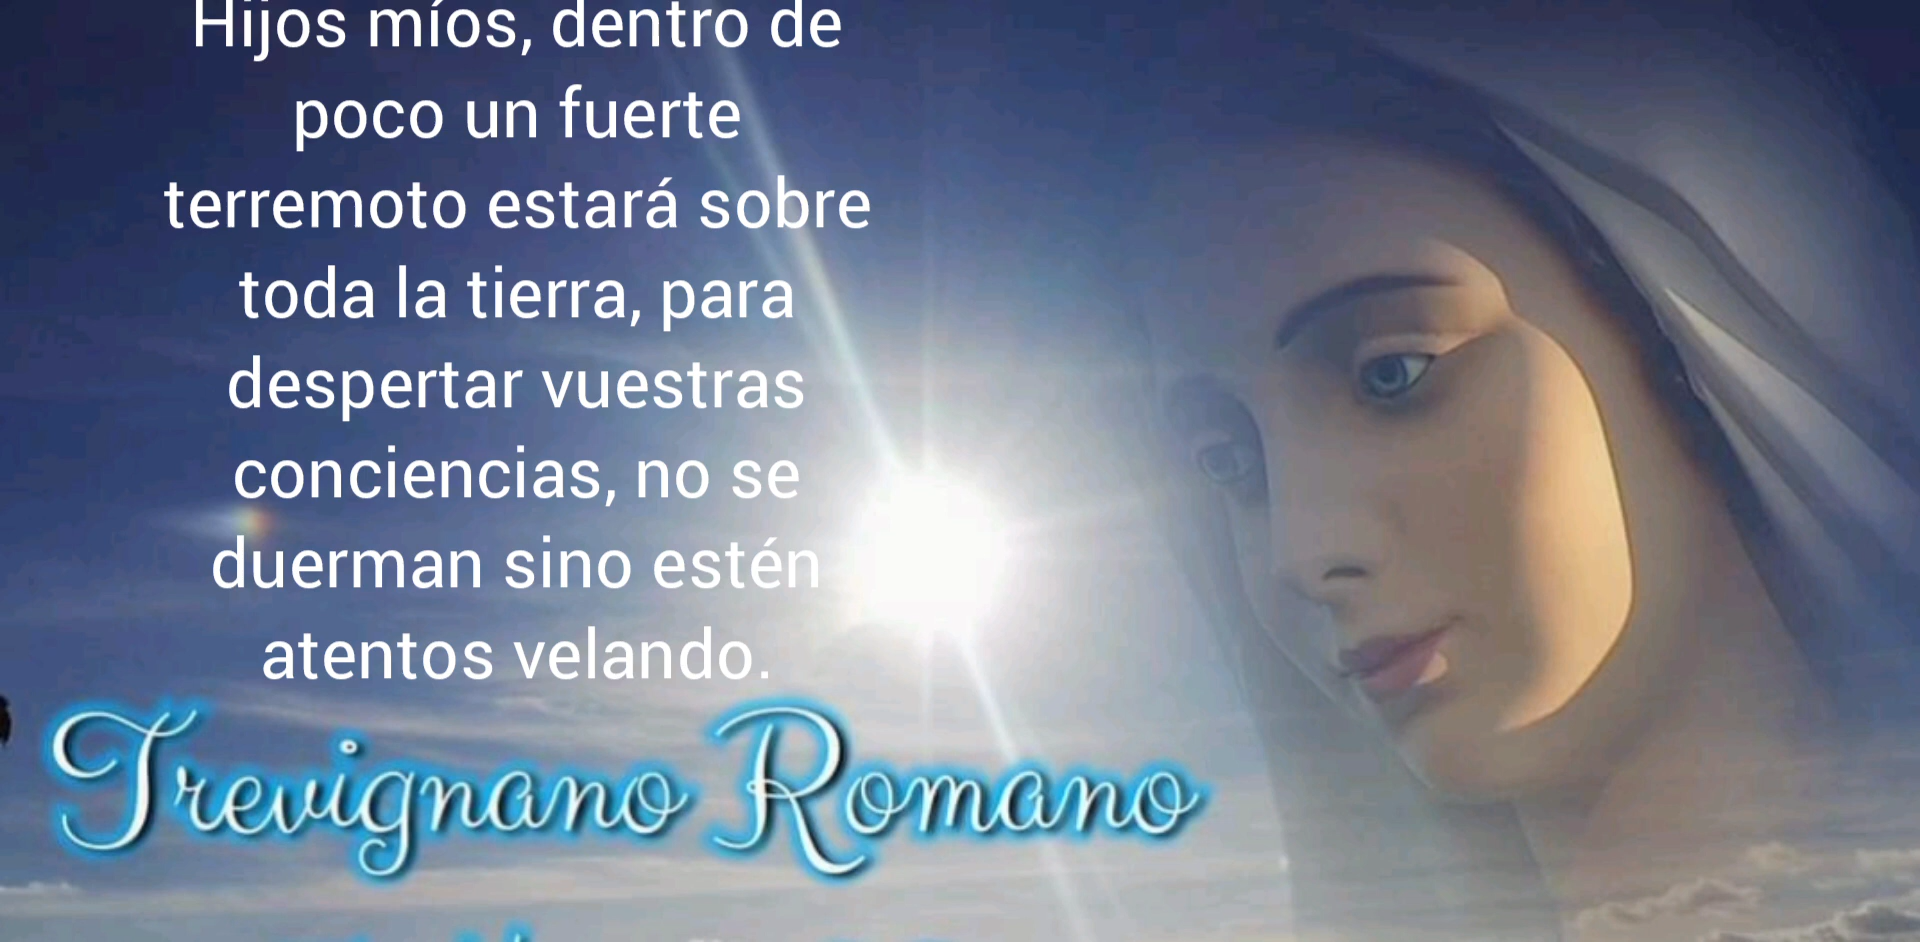 Hijos míos, dentro de
poco un fuerte
terremoto estará sobre
toda la tierra, para
despertar vuestras
conciencias, no se
duerman sino estén
atentos velando.
Trevignano Romano